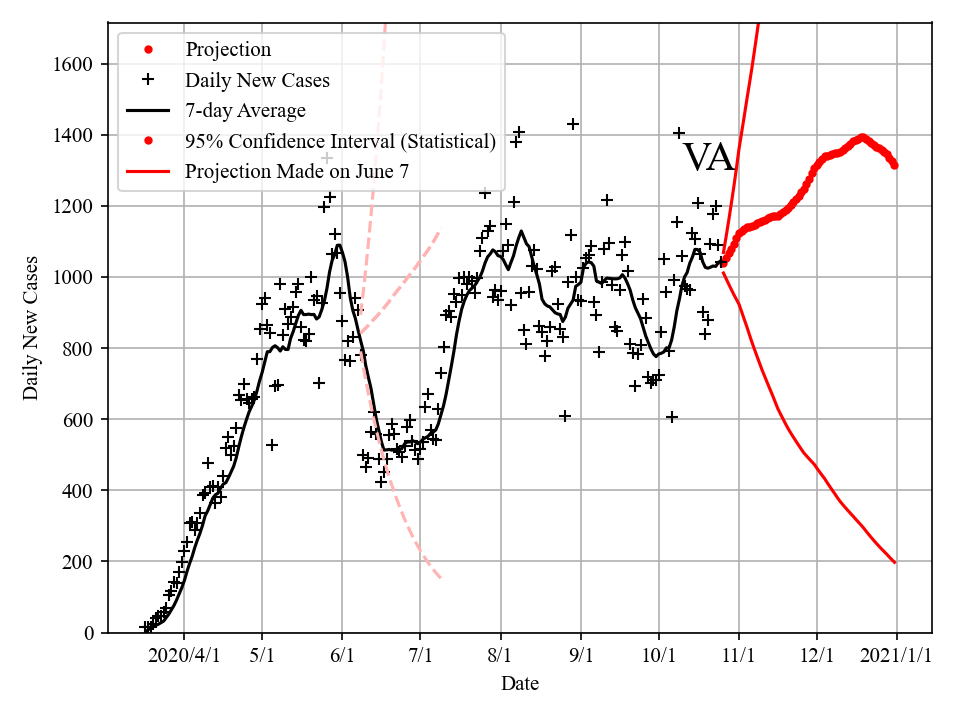 Projection
Daily New Cases
7-day Average
95% Confidence Interval (Statistical)
Projection Made on June 7
VA
Daily New Cases
1600
1400
1200
1000
800
600
400
200
0
2020/4/1 5/1 6/1 7/1 8/1 9/1 10/1 11/1 12/1 2021/1/1
Date